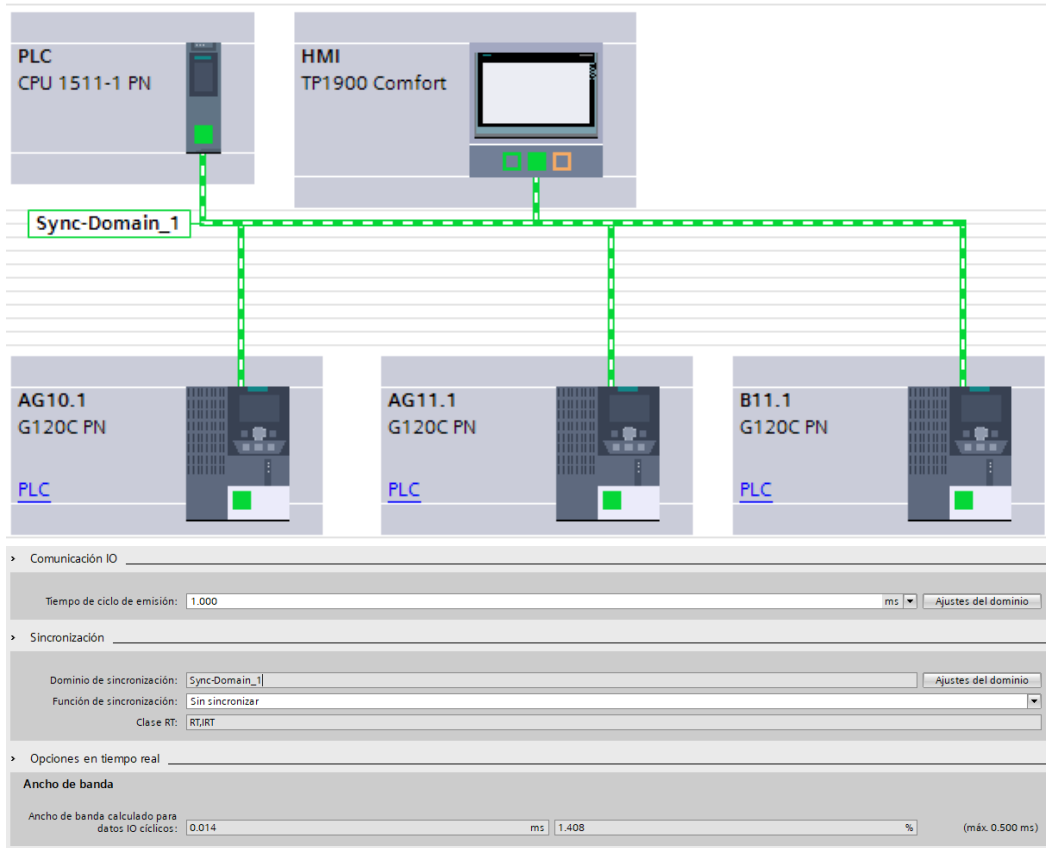 PLC
CPU 1511-1 PN
HMI
TP1900 Comfort
Sync-Domain_1
AG10.1
G120C PN
PLC
AG11.1
G120C PN
PLC
B11.1
G120C PN
PLC
Comunicación IO
Tiempo de ciclo de emisión: 1.000 ms Ajustes del dominio
Sincronización
Dominio de sincronización: Sync-Domain_1 Ajustes del dominio
Función de sincronización: Sin sincronizar
Clase RT: RT,IRT
Opciones en tiempo real
Ancho de banda
Ancho de banda calculado para
datos IO cíclicos: 0.014 ms 1.408 % (máx. 0.500 ms)